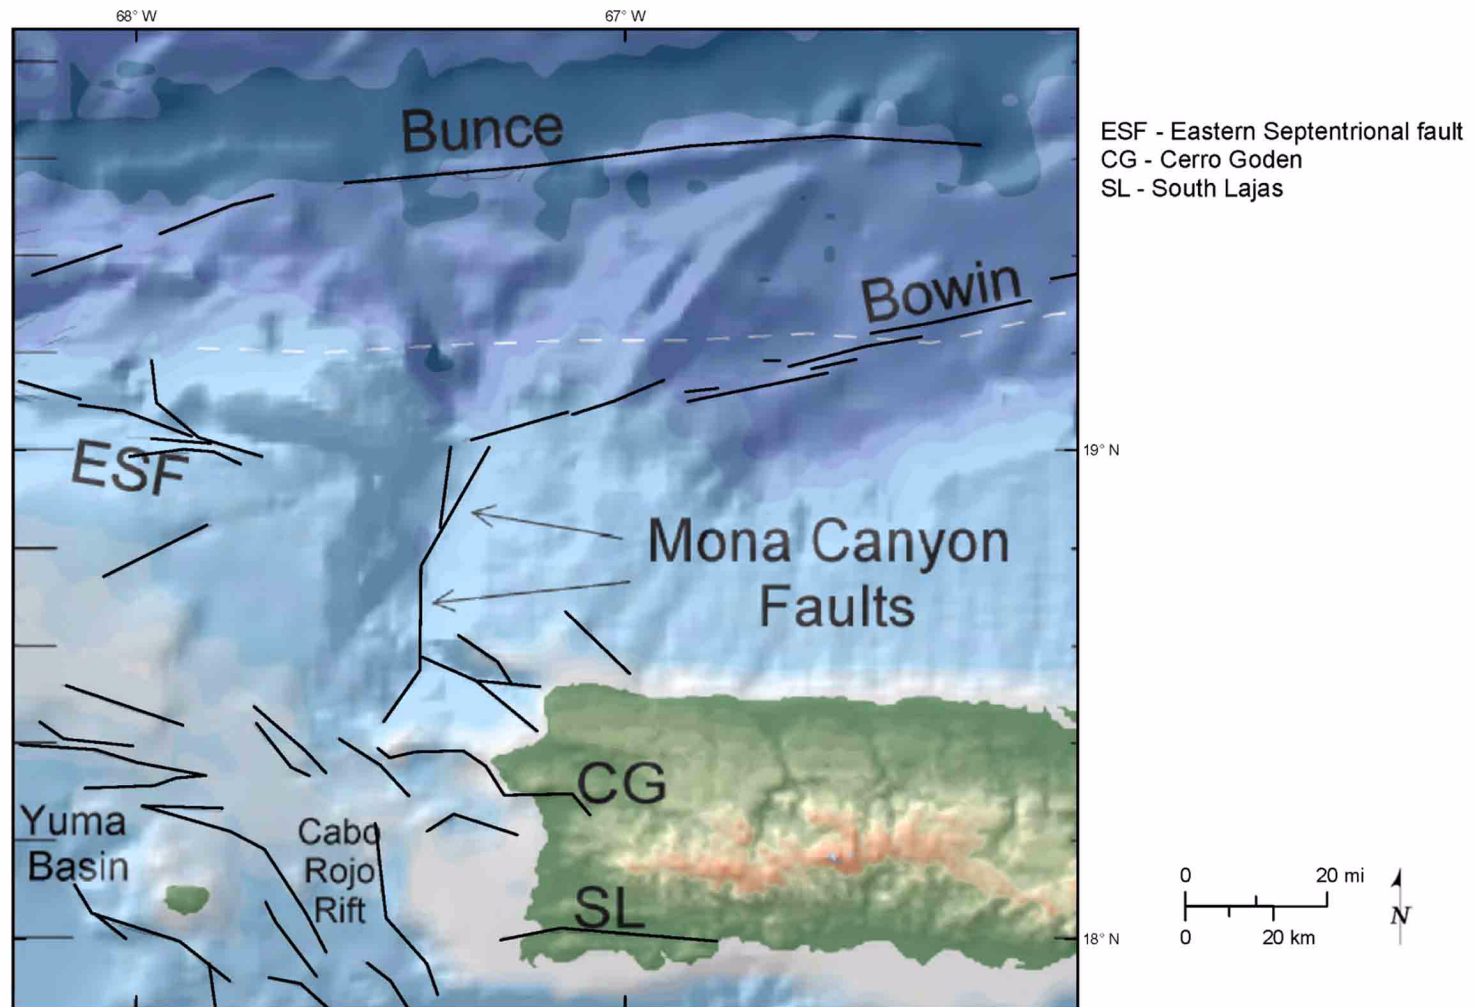 68° W
67° W
Bunce
ESF - Eastern Septentrional fault
CG - Cerro Goden
SL - South Lajas
Bowin
19° N
ESF
Mona Canyon
Faults
CG
Yuma
Basin
Cabo
Rojo
Rift
SL
0 20 mi
0 20 km
N
18° N